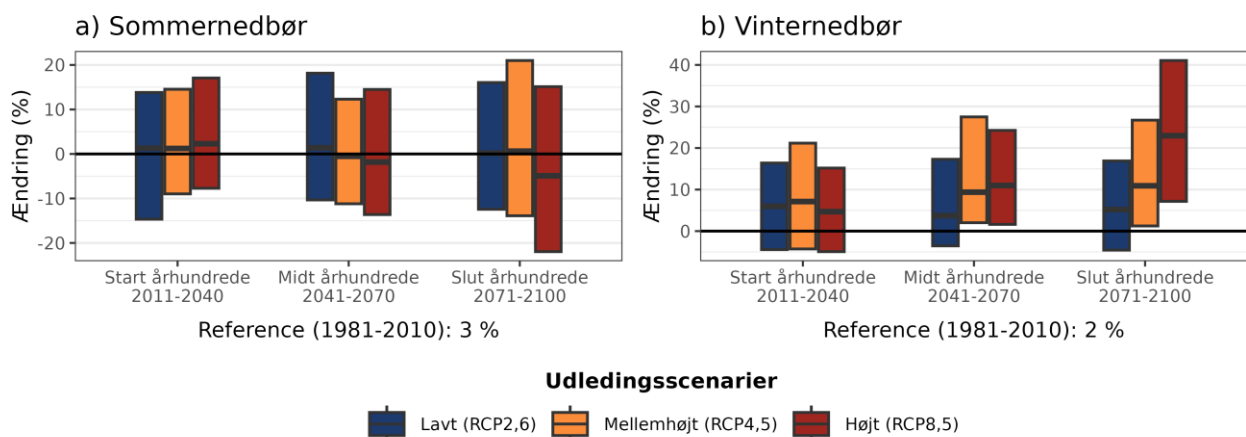 a) Sommernedbør
Ændring (%)
20
10
0
-10
-20
Start århundrede
2011-2040
Midt århundrede
2041-2070
Slut århundrede
2071-2100
Reference (1981-2010): 3 %
b) Vinternedbør
Ændring (%)
40
30
20
10
0
Start århundrede
2011-2040
Midt århundrede
2041-2070
Slut århundrede
2071-2100
Reference (1981-2010): 2 %
Udledingsscenarier
Lavt (RCP2,6)
Mellemhøjt (RCP4,5)
Højt (RCP8,5)